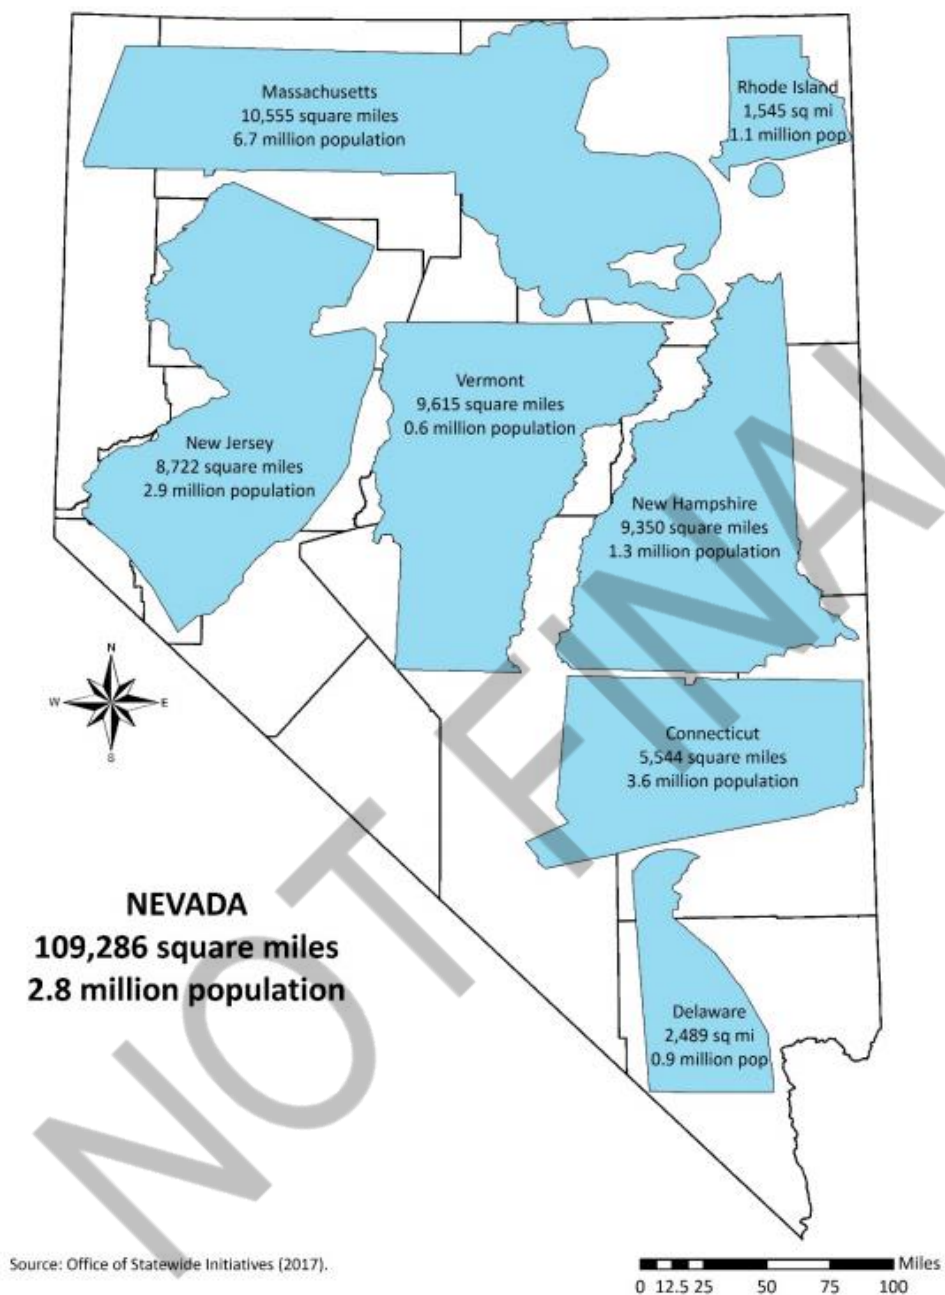 Massachusetts
10,555 square miles
6.7 million population
Rhode Island
1,545 sq mi
1.1 million pop
Vermont
9,615 square miles
0.6 million population
New Jersey
8,722 square miles
2.9 million population
New Hampshire
9,350 square miles
1.3 million population
N
W
E
S
Connecticut
5,544 square miles
3.6 million population
NEVADA
109,286 square miles
2.8 million population
Delaware
2,489 sq mi
0.9 million pop
NOT FINAL
Source: Office of Statewide Initiatives (2017).
Miles
0 12.5 25 50 75 100